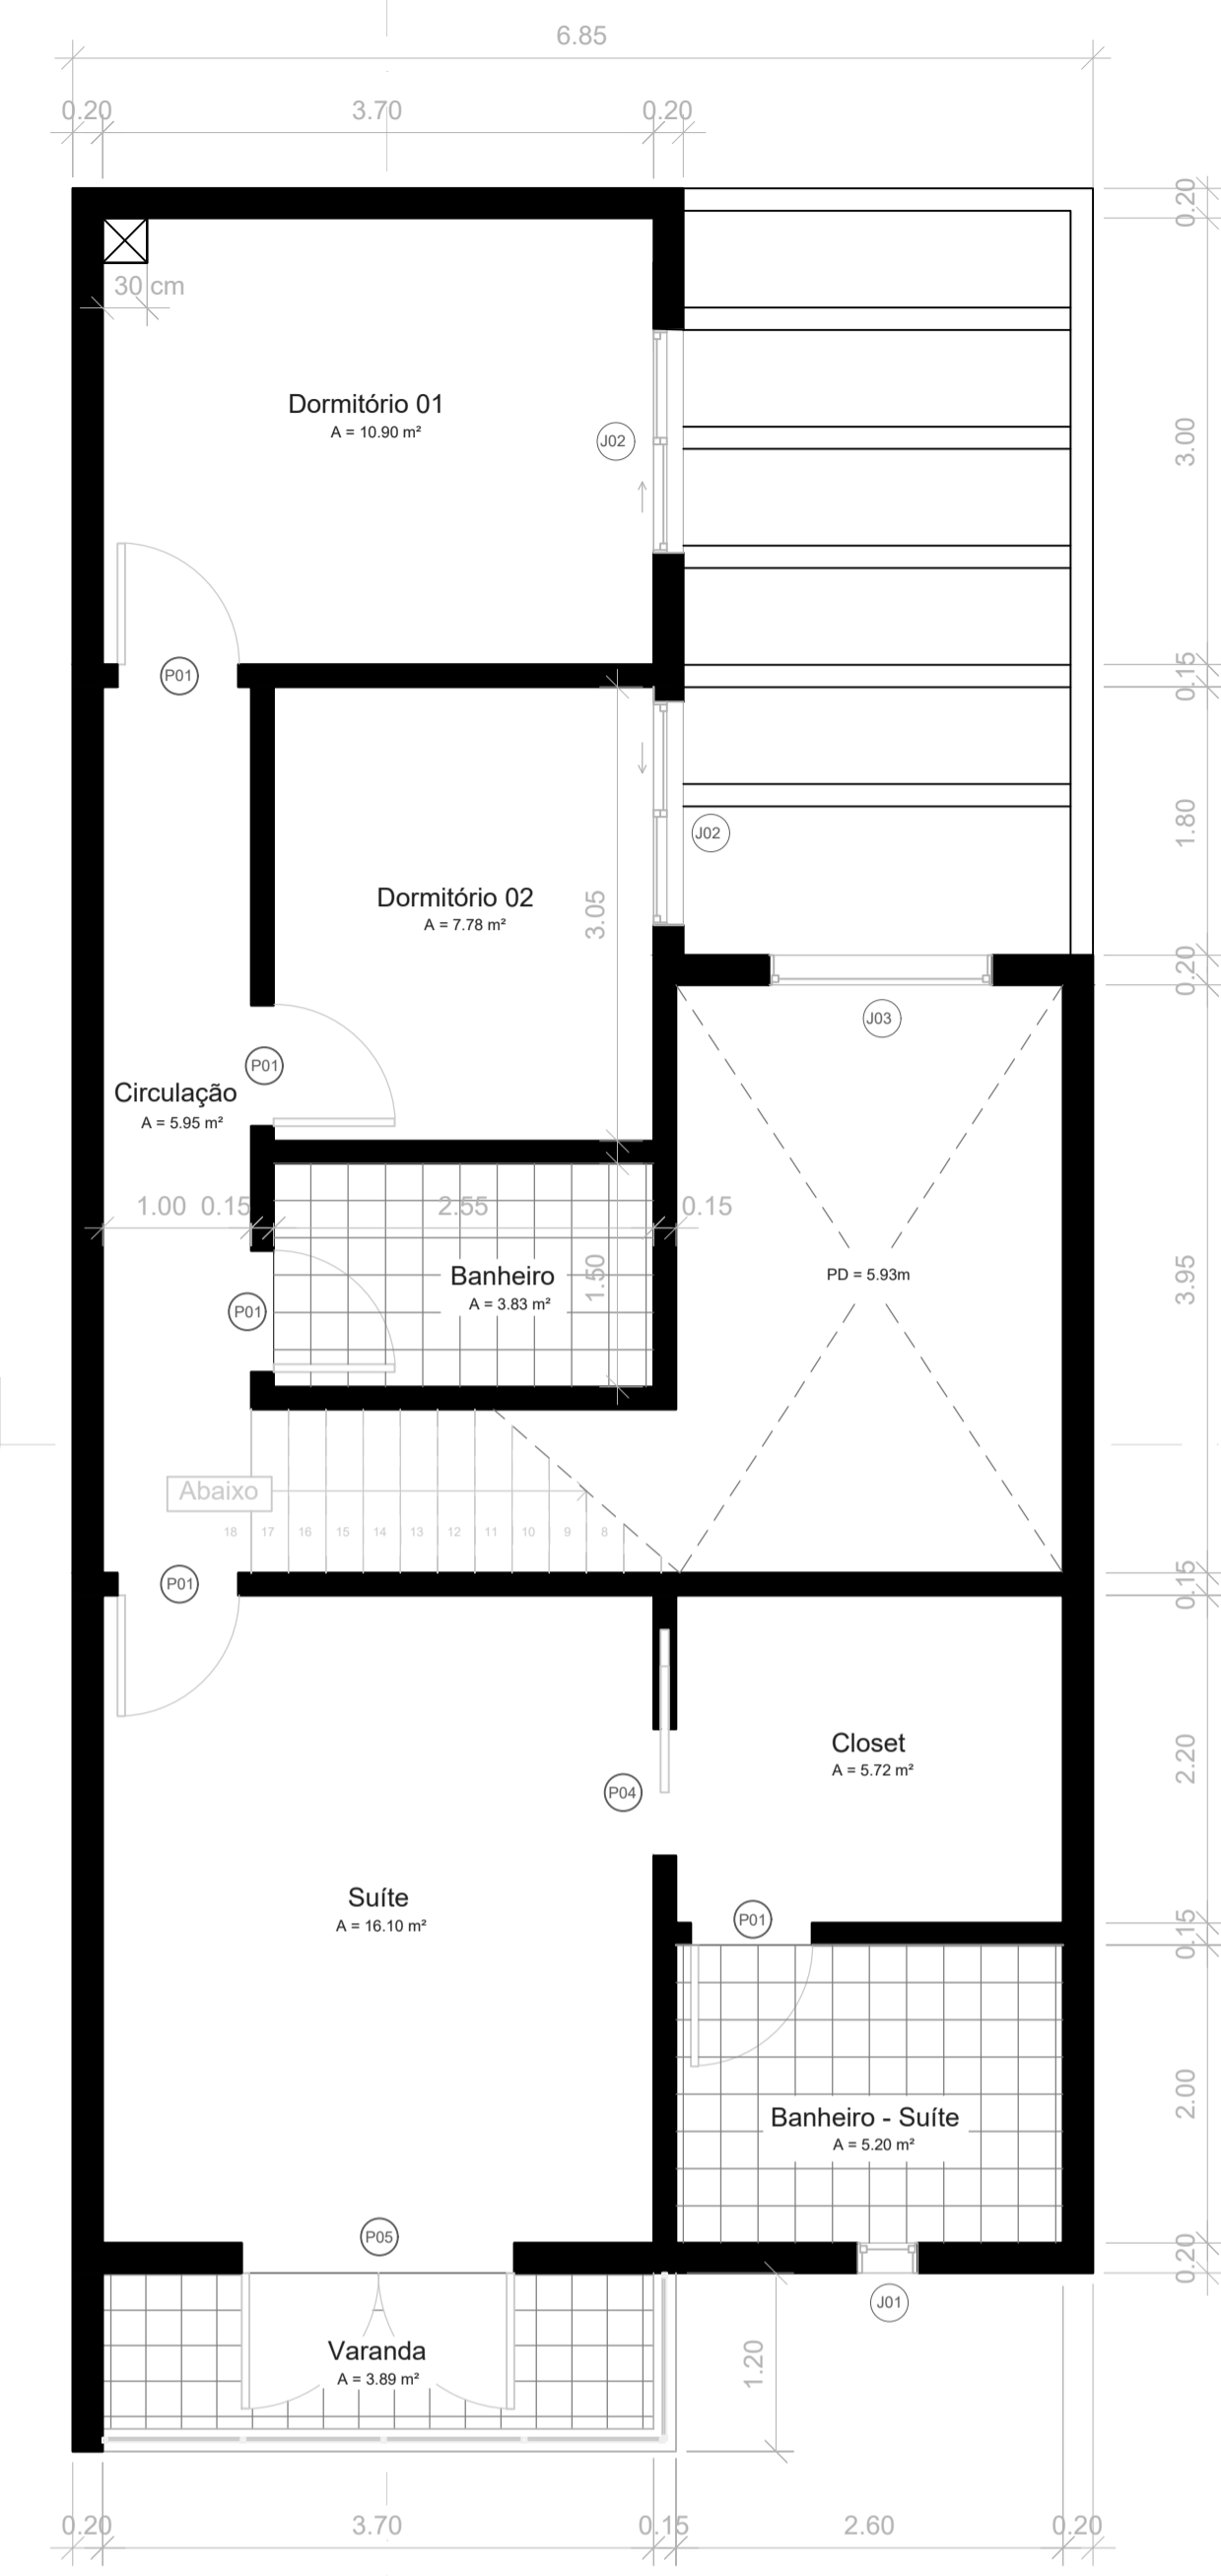 6.85
0.20 3.70 0.20
0.20
30 cm
Dormitório 01
A = 10.90 m²
J02
3.00
P01
0.15
J02
1.80
Dormitório 02
A = 7.78 m²
3.05
0.20
J03
P01
Circulação
A = 5.95 m²
1.00 0.15 2.55 0.15
Banheiro
A = 3.83 m²
1.50
PD = 5.93m
3.95
P01
Abaixo
18 17 16 15 14 13 12 11 10 9 8
P01
0.15
Closet
A = 5.72 m²
2.20
P04
Suíte
A = 16.10 m²
P01
0.15
Banheiro - Suíte
A = 5.20 m²
2.00
P05
0.20
J01
Varanda
A = 3.89 m²
1.20
0.20 3.70 0.15 2.60 0.20